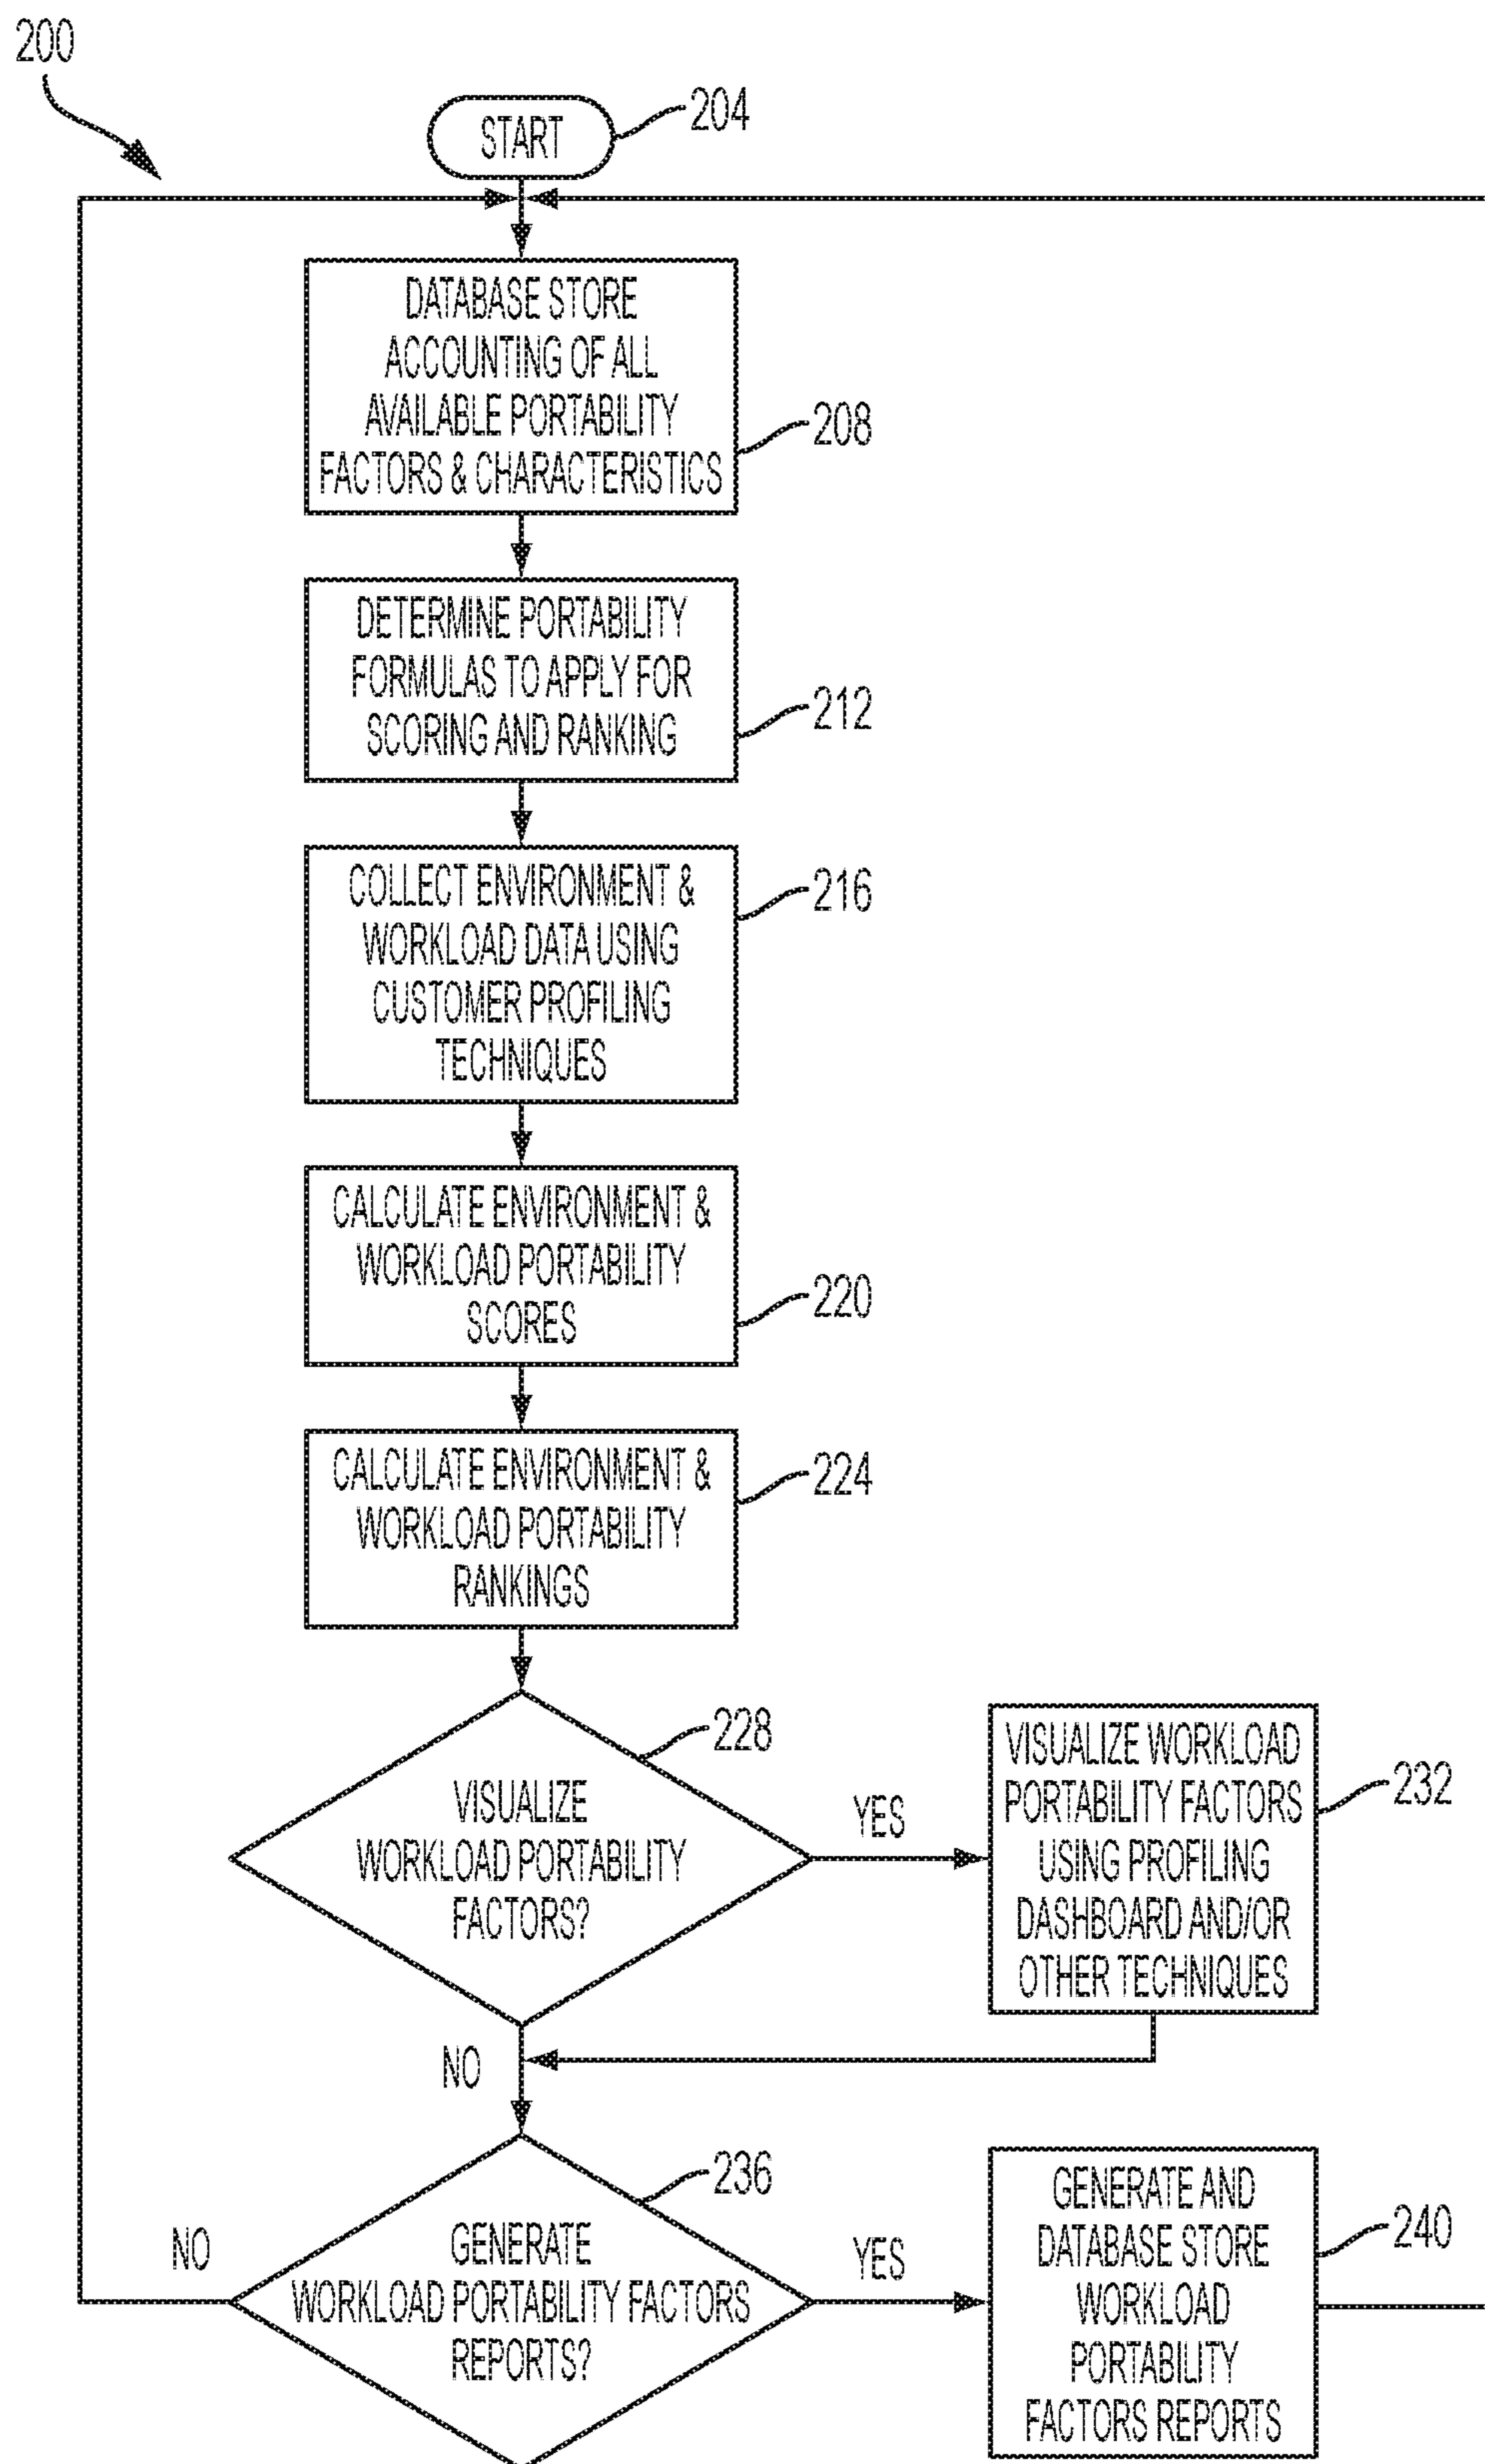 200
START
204
DATABASE STORE
ACCOUNTING OF ALL
AVAILABLE PORTABILITY
FACTORS & CHARACTERISTICS
208
DETERMINE PORTABILITY
FORMULAS TO APPLY FOR
SCORING AND RANKING
212
COLLECT ENVIRONMENT &
WORKLOAD DATA USING
CUSTOMER PROFILING
TECHNIQUES
216
CALCULATE ENVIRONMENT &
WORKLOAD PORTABILITY
SCORES
220
CALCULATE ENVIRONMENT &
WORKLOAD PORTABILITY
RANKINGS
224
VISUALIZE
WORKLOAD PORTABILITY
FACTORS?
228
YES
VISUALIZE WORKLOAD
PORTABILITY FACTORS
USING PROFILING
DASHBOARD AND/OR
OTHER TECHNIQUES
232
NO
GENERATE
WORKLOAD PORTABILITY FACTORS
REPORTS?
236
NO
YES
GENERATE AND
DATABASE STORE
WORKLOAD
PORTABILITY
FACTORS REPORTS
240